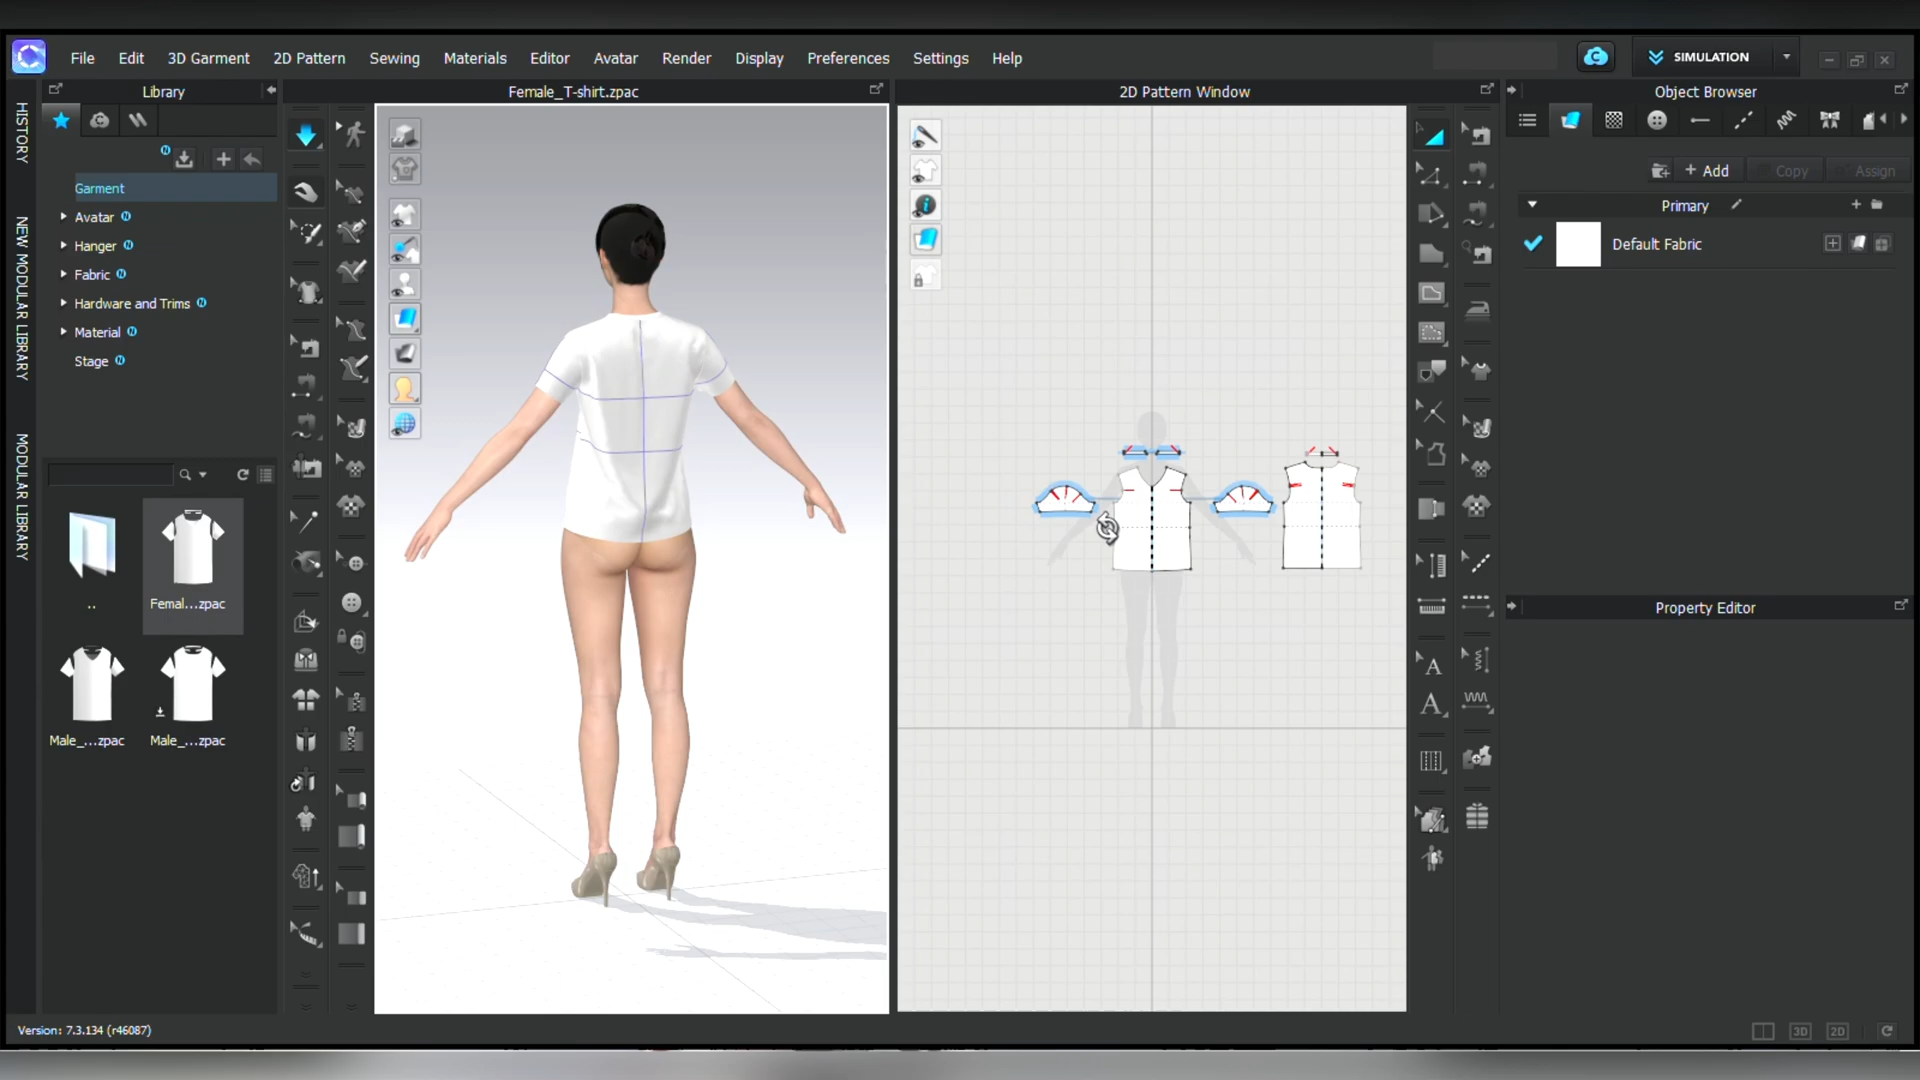 File Edit 3D Garment 2D Pattern Sewing Materials Editor Avatar Render Display Preferences Settings Help
SIMULATION
Library
Female_T-shirt.zpac
2D Pattern Window
Object Browser
HISTORY
NEW MODULAR LIBRARY
MODULAR LIBRARY
Garment
Avatar N
Hanger N
Fabric N
Hardware and Trims N
Material N
Stage N
+ Add Copy Assign
Primary
Default Fabric
Property Editor
..
Femal...zpac
Male_...zpac
Male_...zpac
Version: 7.3.134 (r46087)
3D 2D